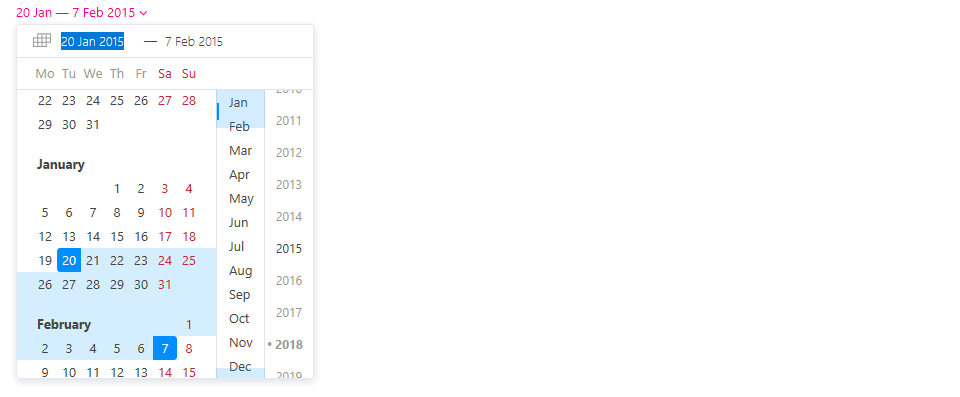 20 Jan — 7 Feb 2015
20 Jan 2015 — 7 Feb 2015
Mo Tu We Th Fr Sa Su
22 23 24 25 26 27 28
29 30 31
January
1 2 3 4
5 6 7 8 9 10 11
12 13 14 15 16 17 18
19 20 21 22 23 24 25
26 27 28 29 30 31
February 1
2 3 4 5 6 7 8
9 10 11 12 13 14 15
Jan
Feb
Mar
Apr
May
Jun
Jul
Aug
Sep
Oct
Nov
Dec
2010
2011
2012
2013
2014
2015
2016
2017
• 2018
2019